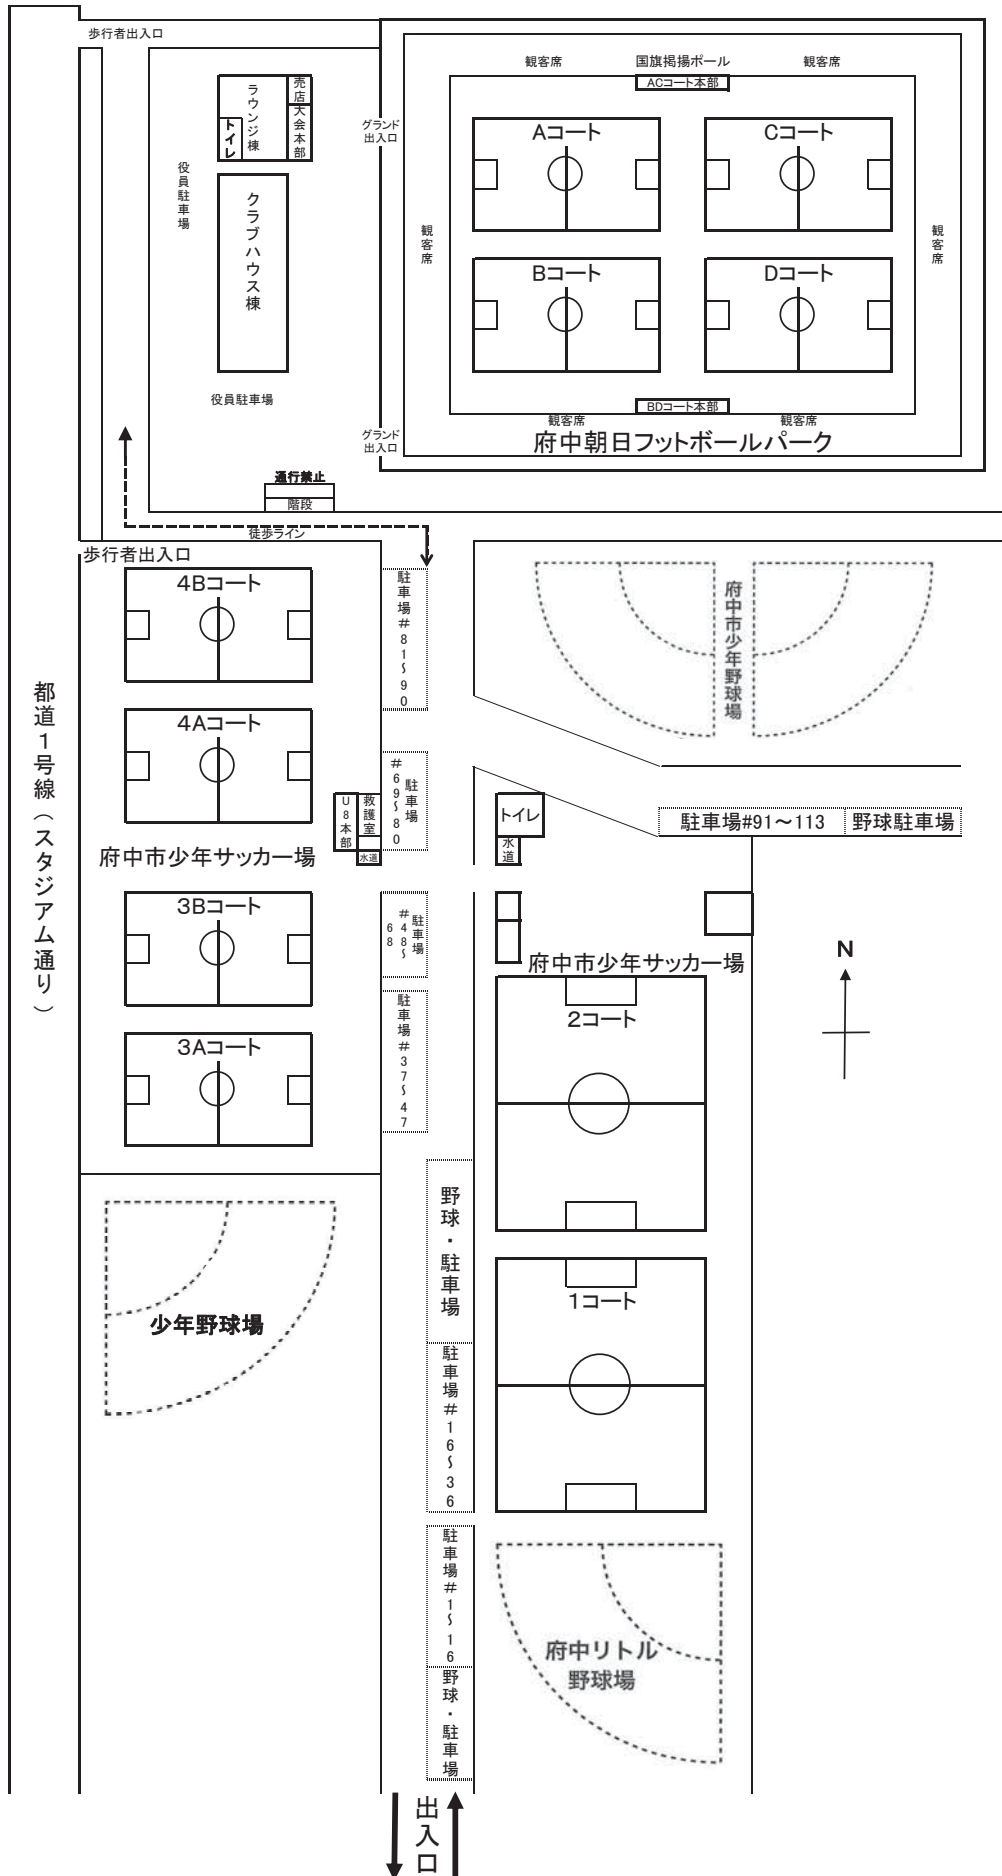 歩行者出入口
観客席
国旗掲揚ポール
観客席
ACコート本部
売店
大会本部
ラウンジ棟
トイレ
グランド
出入口
役員駐車場
Aコート
Cコート
クラブハウス棟
観客席
観客席
Bコート
Dコート
役員駐車場
BDコート本部
観客席
観客席
グランド
出入口
府中朝日フットボールパーク
通行禁止
階段
徒歩ライン
歩行者出入口
4Bコート
駐車場#81~90
府中市少年野球場
都道1号線(スタジアム通り)
4Aコート
駐車場
#69~80
U8本部
救護室
水道
トイレ
水道
駐車場#91~113
野球駐車場
府中市少年サッカー場
3Bコート
駐車場
#48~
68
府中市少年サッカー場
N
2コート
3Aコート
駐車場#37~47
野球・駐車場
1コート
少年野球場
駐車場#16~36
駐車場#1~16
府中リトル
野球場
野球・駐車場
出入口